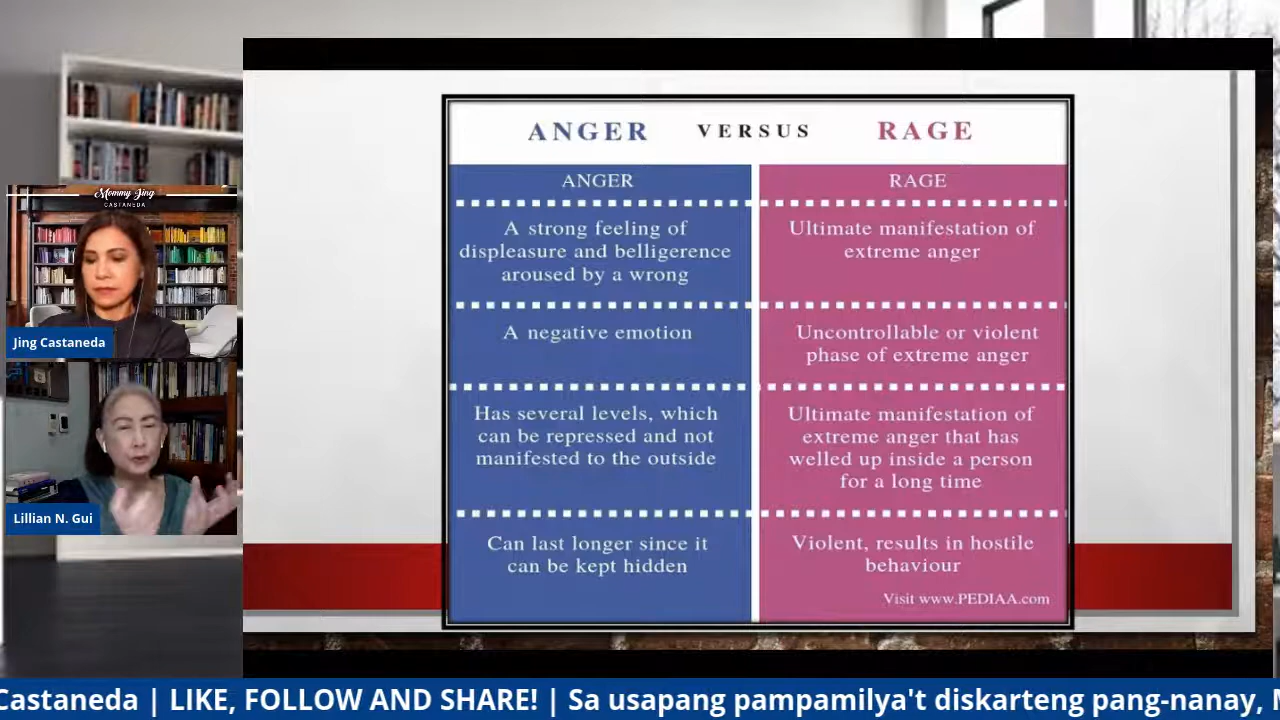 Mommy Jing
CASTANEDA
Jing Castaneda
Lillian N. Gui
ANGER VERSUS RAGE
ANGER
A strong feeling of
displeasure and belligerence
aroused by a wrong
A negative emotion
Has several levels, which
can be repressed and not
manifested to the outside
Can last longer since it
can be kept hidden
RAGE
Ultimate manifestation of
extreme anger
Uncontrollable or violent
phase of extreme anger
Ultimate manifestation of
extreme anger that has
welled up inside a person
for a long time
Violent, results in hostile
behaviour
Visit www.PEDIAA.com
Castaneda | LIKE, FOLLOW AND SHARE! | Sa usapang pampamilya't diskarteng pang-nanay,